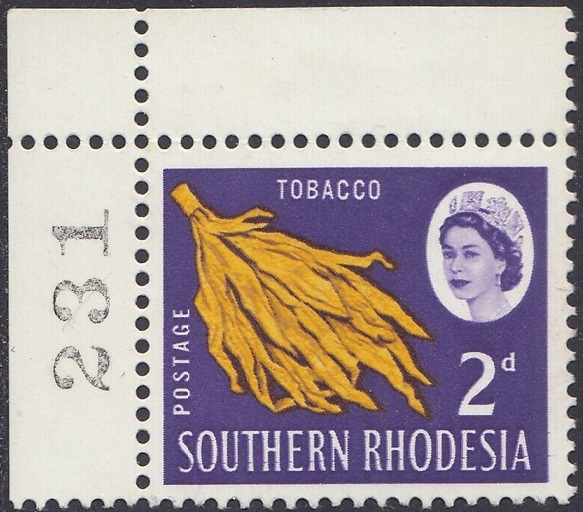 TOBACCO
231
POSTAGE
2d
SOUTHERN RHODESIA